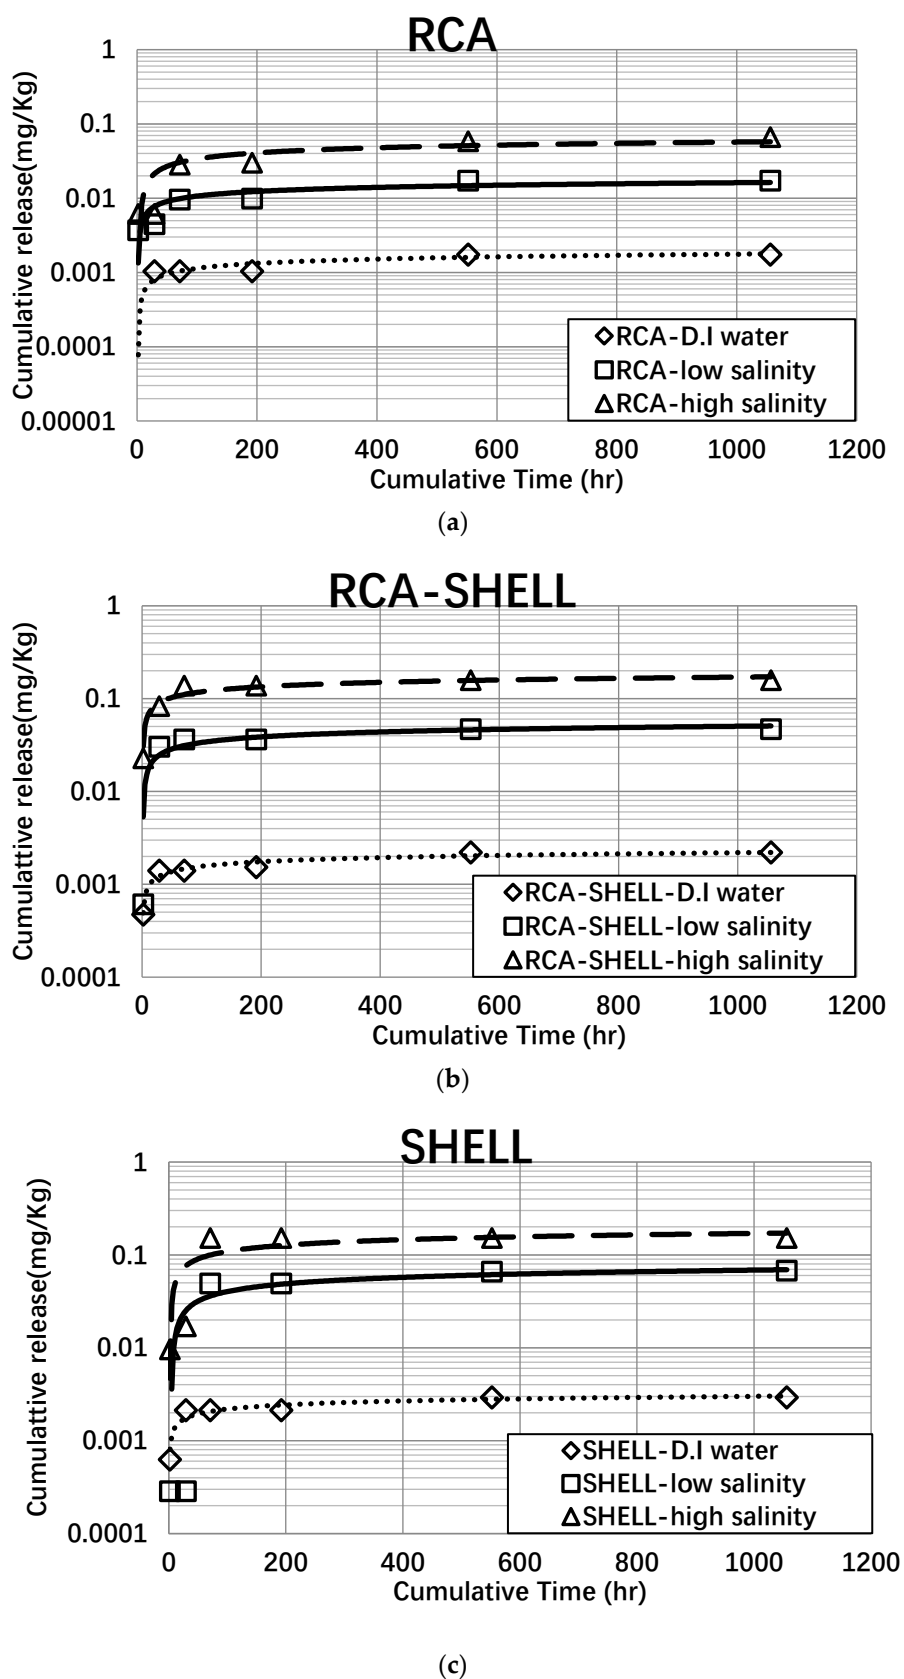 RCA
Cumulative release(mg/Kg)
1
0.1
0.01
0.001
0.0001
0.00001
RCA-D.I water
RCA-low salinity
RCA-high salinity
0 200 400 600 800 1000 1200
Cumulative Time (hr)
(a)
RCA-SHELL
Cumulattive release(mg/Kg)
1
0.1
0.01
0.001
0.0001
RCA-SHELL-D.I water
RCA-SHELL-low salinity
RCA-SHELL-high salinity
0 200 400 600 800 1000 1200
Cumulative Time (hr)
(b)
SHELL
Cumulattive release(mg/Kg)
1
0.1
0.01
0.001
0.0001
SHELL-D.I water
SHELL-low salinity
SHELL-high salinity
0 200 400 600 800 1000 1200
Cumulative Time (hr)
(c)